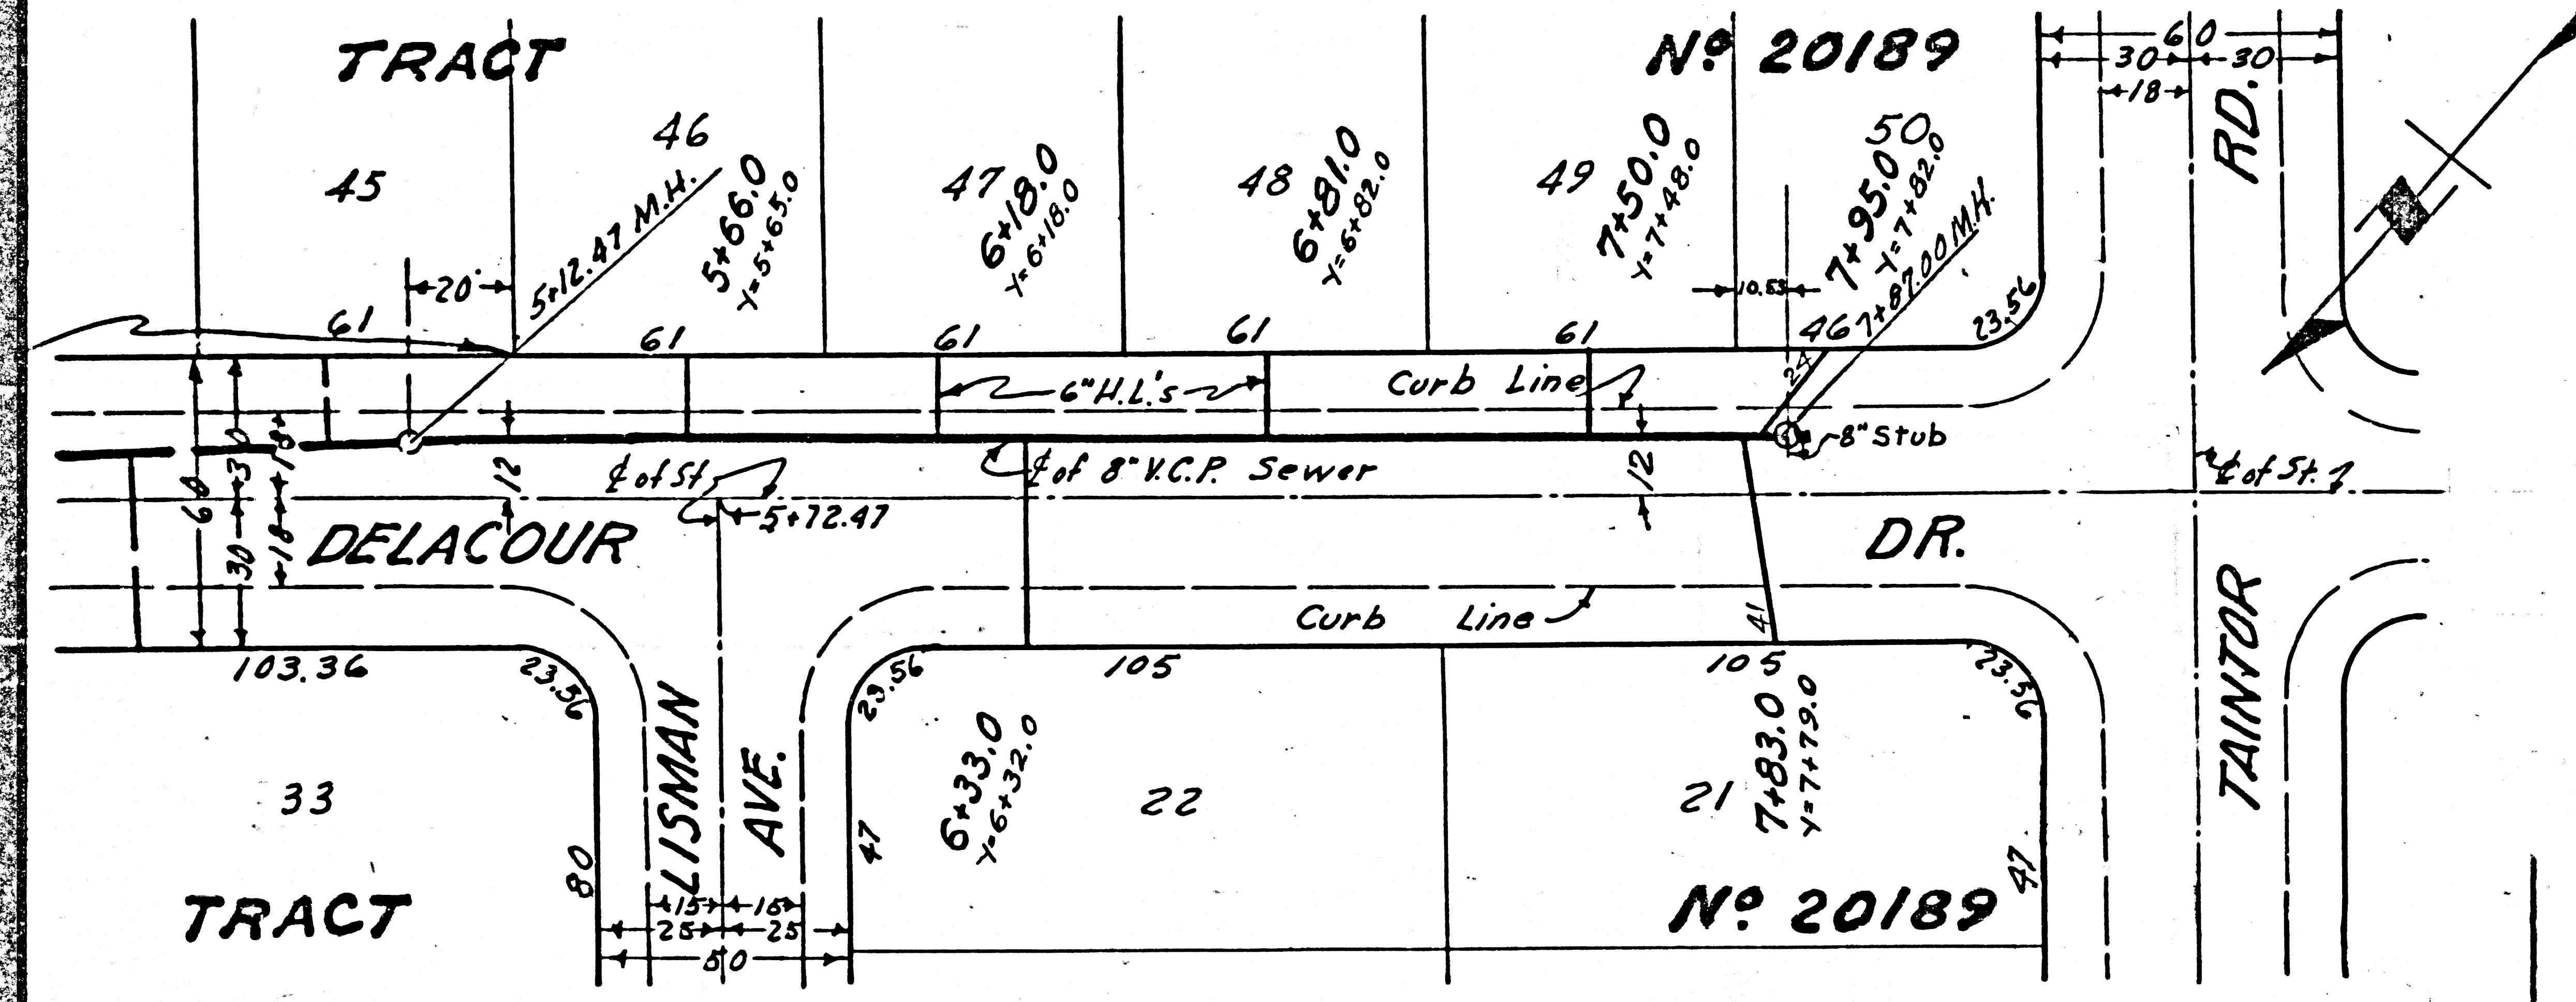 TRACT
Nº 20189
60
30
30
18
RD.
45
46
47
48
49
50
5+12.47 M.H.
5+66.0
Y=5+65.0
6+18.0
Y=6+18.0
6+81.0
Y=6+82.0
7+50.0
Y=7+48.0
7+95.0
Y=7+82.0
7+87.00 M.H.
20'
10.53
61
61
61
61
61
46
23.56
24
6" H.L.'s
Curb Line
8" Stub
60
30
30
18
18
12
12
℄ of St
5+72.47
℄ of 8" V.C.P. Sewer
℄ of St.
DELACOUR
DR.
Curb Line
41
103.36
23.56
23.56
105
105
23.56
LISMAN
AVE.
TAINTOR
33
6+33.0
Y=6+32.0
22
21
7+83.0
Y=7+79.0
80
47
47
TRACT
15
15
25
25
50
Nº 20189